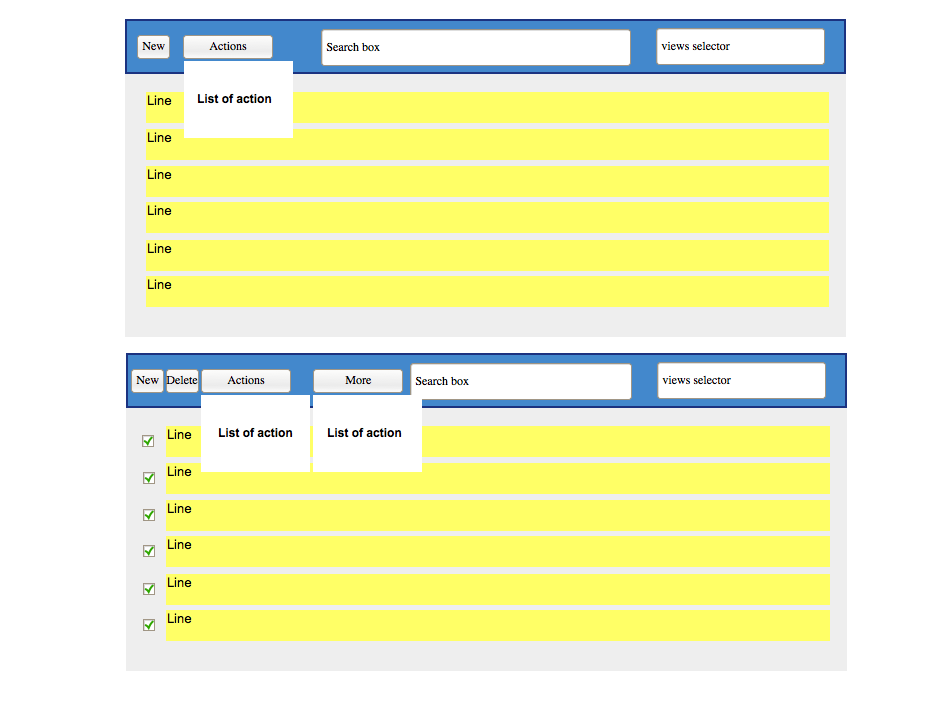 New Actions Search box views selector
Line List of action
Line
Line
Line
Line
Line
New Delete Actions More Search box views selector
Line List of action List of action
Line
Line
Line
Line
Line